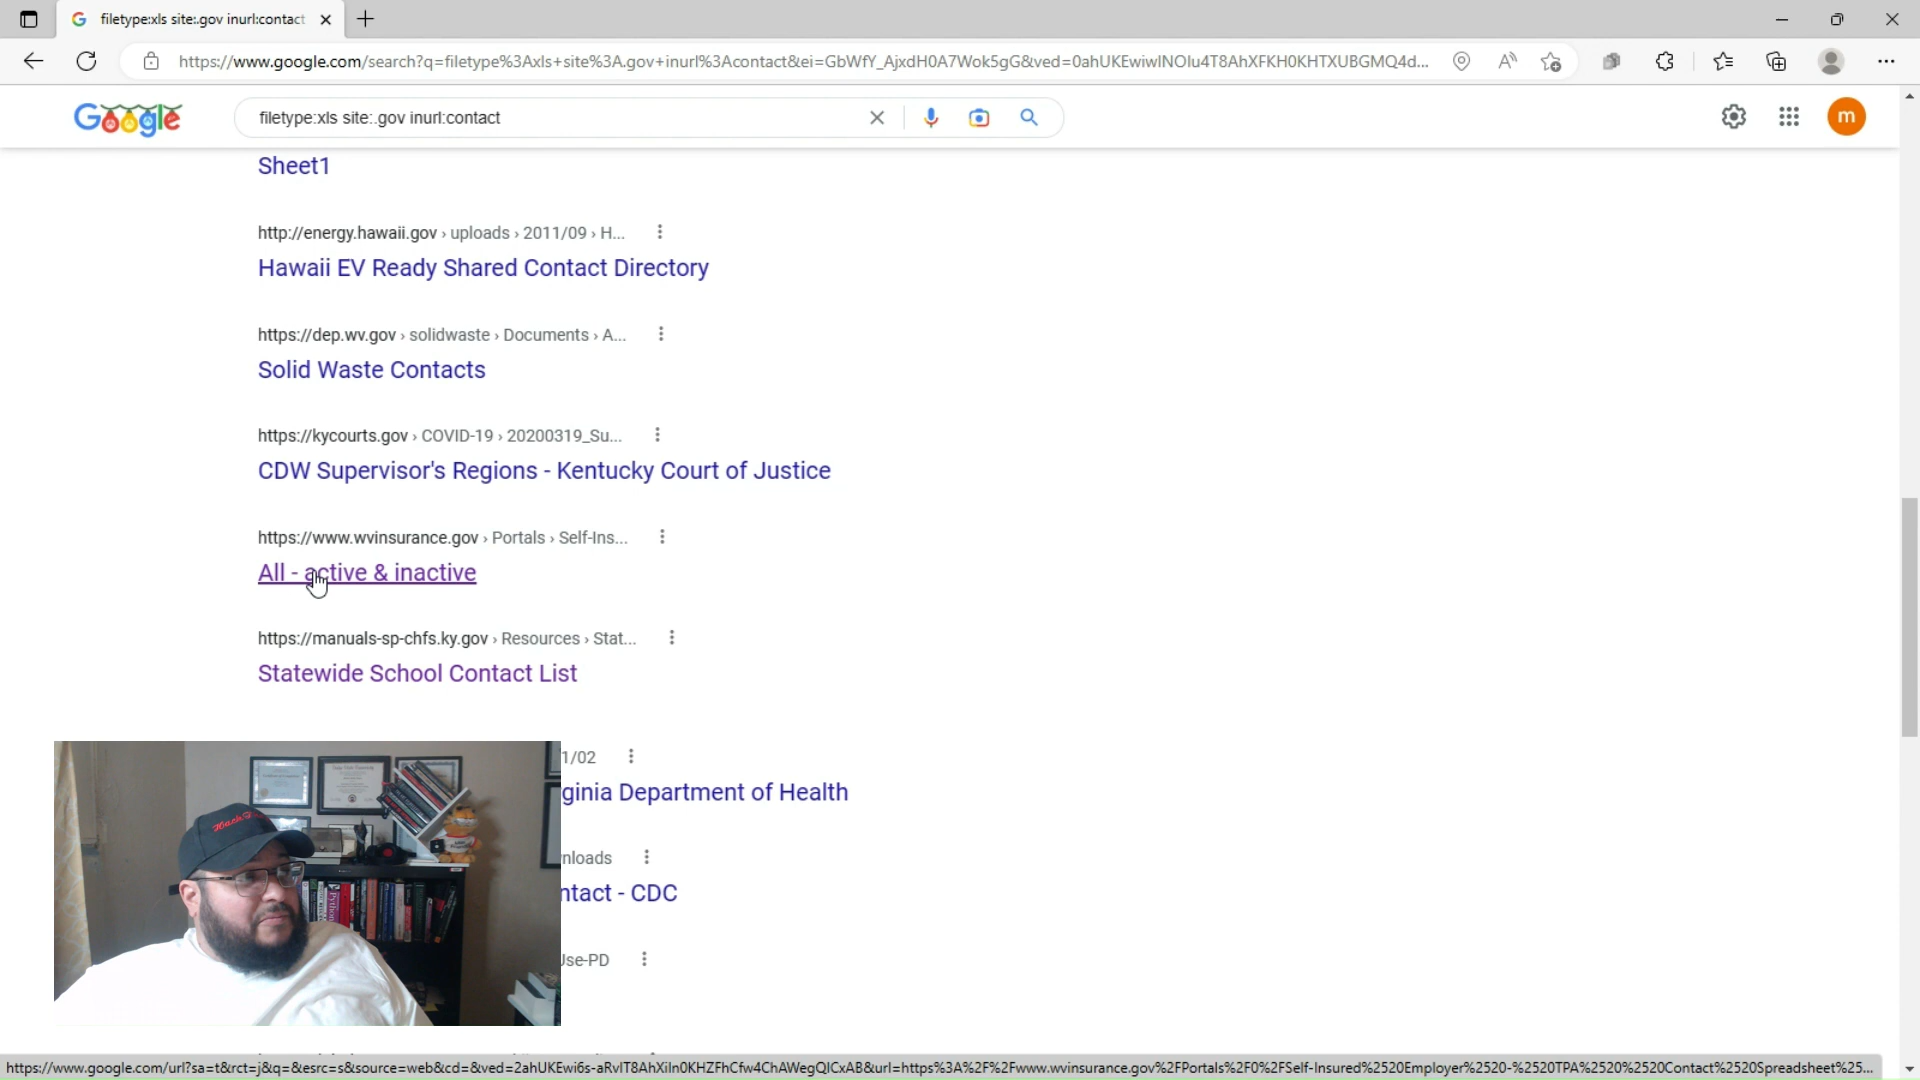 filetype:xls site:.gov inurl:contact
https://www.google.com/search?q=filetype%3Axls+site%3A.gov+inurl%3Acontact&ei=GbWfY_AjxdH0A7Wok5gG&ved=0ahUKEwiwlNOlu4T8AhXFKH0KHTXUBGMQ4d...
Google
filetype:xls site:.gov inurl:contact
m
Sheet1
http://energy.hawaii.gov › uploads › 2011/09 › H...
Hawaii EV Ready Shared Contact Directory
https://dep.wv.gov › solidwaste › Documents › A...
Solid Waste Contacts
https://kycourts.gov › COVID-19 › 20200319_Su...
CDW Supervisor's Regions - Kentucky Court of Justice
https://www.wvinsurance.gov › Portals › Self-Ins...
All - active & inactive
https://manuals-sp-chfs.ky.gov › Resources › Stat...
Statewide School Contact List
1/02
ginia Department of Health
nloads
ntact - CDC
Use-PD
https://www.google.com/url?sa=t&rct=j&q=&esrc=s&source=web&cd=&ved=2ahUKEwi6s-aRvIT8AhXiIn0KHZFhCfw4ChAWegQICxAB&url=https%3A%2F%2Fwww.wvinsurance.gov%2FPortals%2F0%2FSelf-Insured%2520Employer%2520-%2520TPA%2520%2520Contact%2520Spreadsheet%25...